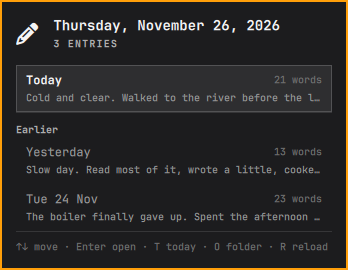 Thursday, November 26, 2026
3 ENTRIES
Today 21 words
Cold and clear. Walked to the river before the l…
Earlier
Yesterday 13 words
Slow day. Read most of it, wrote a little, cooke…
Tue 24 Nov 23 words
The boiler finally gave up. Spent the afternoon …
↑↓ move · Enter open · T today · O folder · R reload